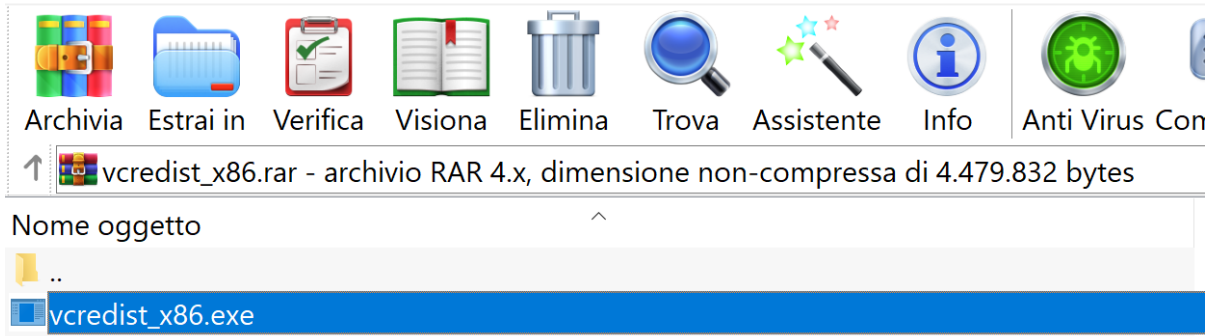 Archivia Estrai in Verifica Visiona Elimina Trova Assistente Info Anti Virus Com
vcredist_x86.rar - archivio RAR 4.x, dimensione non-compressa di 4.479.832 bytes
Nome oggetto
..
vcredist_x86.exe